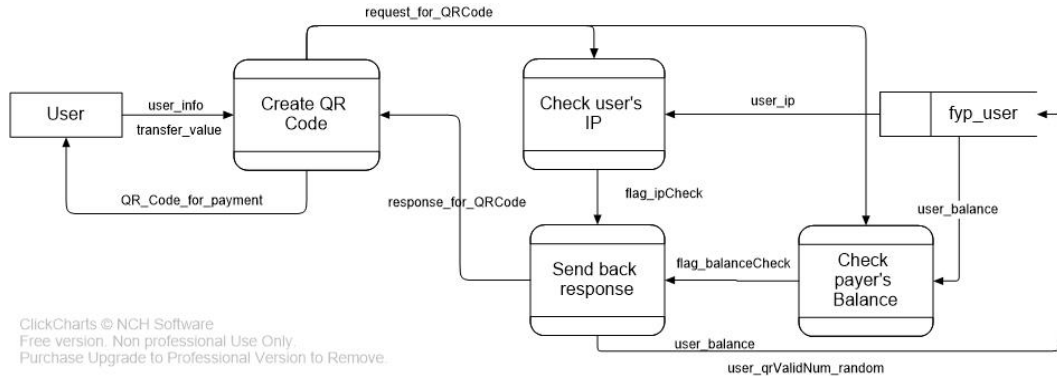 request_for_QRCode
User
user_info
transfer_value
Create QR
Code
Check user's
IP
user_ip
fyp_user
QR_Code_for_payment
response_for_QRCode
flag_ipCheck
user_balance
Send back
response
flag_balanceCheck
Check
payer's
Balance
user_balance
user_qrValidNum_random
ClickCharts © NCH Software
Free version. Non professional Use Only.
Purchase Upgrade to Professional Version to Remove.